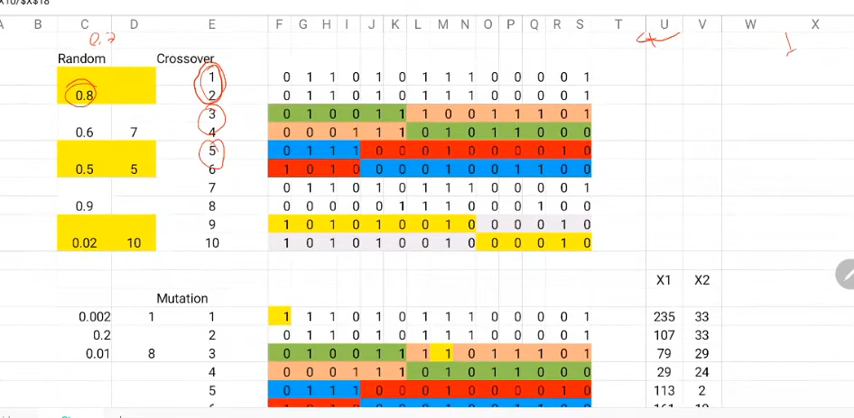 B C D E F G H I J K L M N O P Q R S T U V W X
0.7
Random Crossover
1 0 1 1 0 1 0 1 1 1 0 0 0 0 1
0.8 2 0 1 1 0 1 0 1 1 1 0 0 0 0 1
3 0 1 0 0 1 1 1 0 0 1 1 1 0 1
0.6 7 4 0 0 0 1 1 1 0 1 0 1 1 0 0 0
5 0 1 1 1 0 0 0 1 0 0 0 0 1 0
0.5 5 6 1 0 1 0 0 0 0 1 0 0 1 1 0 0
7 0 1 1 0 1 0 1 1 1 0 0 0 0 1
0.9 8 0 0 0 0 0 1 1 1 0 0 0 1 0 0
9 1 0 1 0 1 0 0 1 0 0 0 0 1 0
0.02 10 10 1 0 1 0 1 0 0 1 0 0 0 0 1 0
X1 X2
Mutation
0.002 1 1 1 1 1 0 1 0 1 1 1 0 0 0 0 1 235 33
0.2 2 0 1 1 0 1 0 1 1 1 0 0 0 0 1 107 33
0.01 8 3 0 1 0 0 1 1 1 1 0 1 1 1 0 1 79 29
4 0 0 0 1 1 1 0 1 0 1 1 0 0 0 29 24
5 0 1 1 1 0 0 0 1 0 0 0 0 1 0 113 2